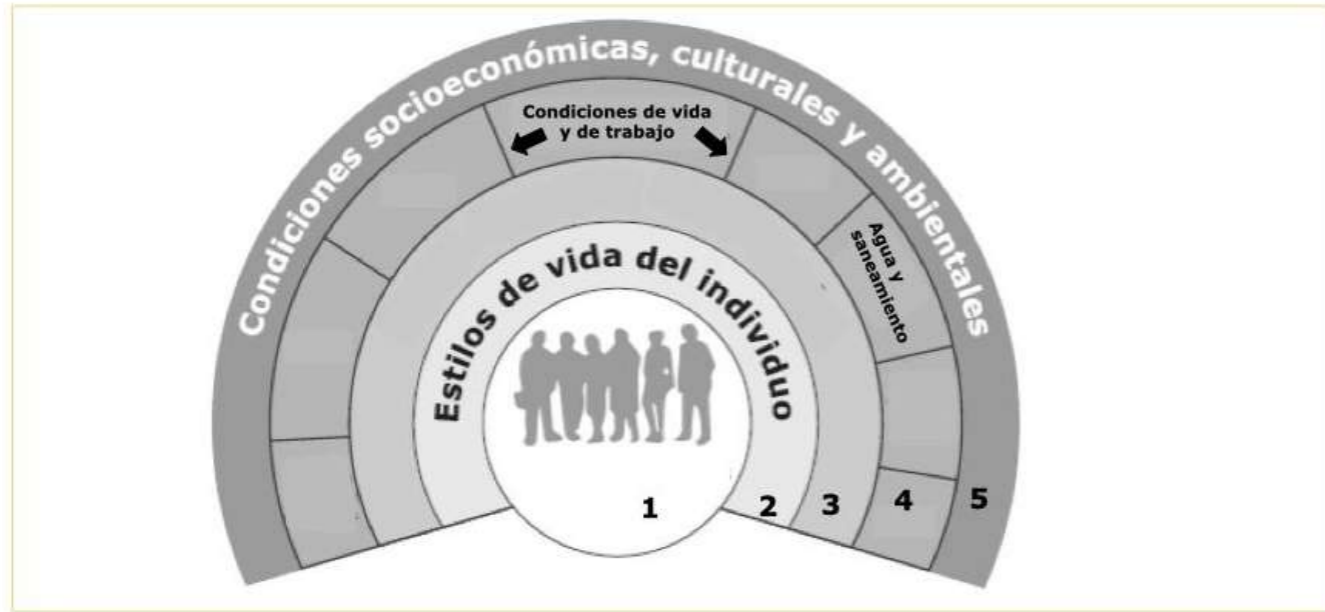 Condiciones socioeconómicas, culturales y ambientales
Condiciones de vida
y de trabajo
Agua y
saneamiento
Estilos de vida del individuo
1
2
3
4
5